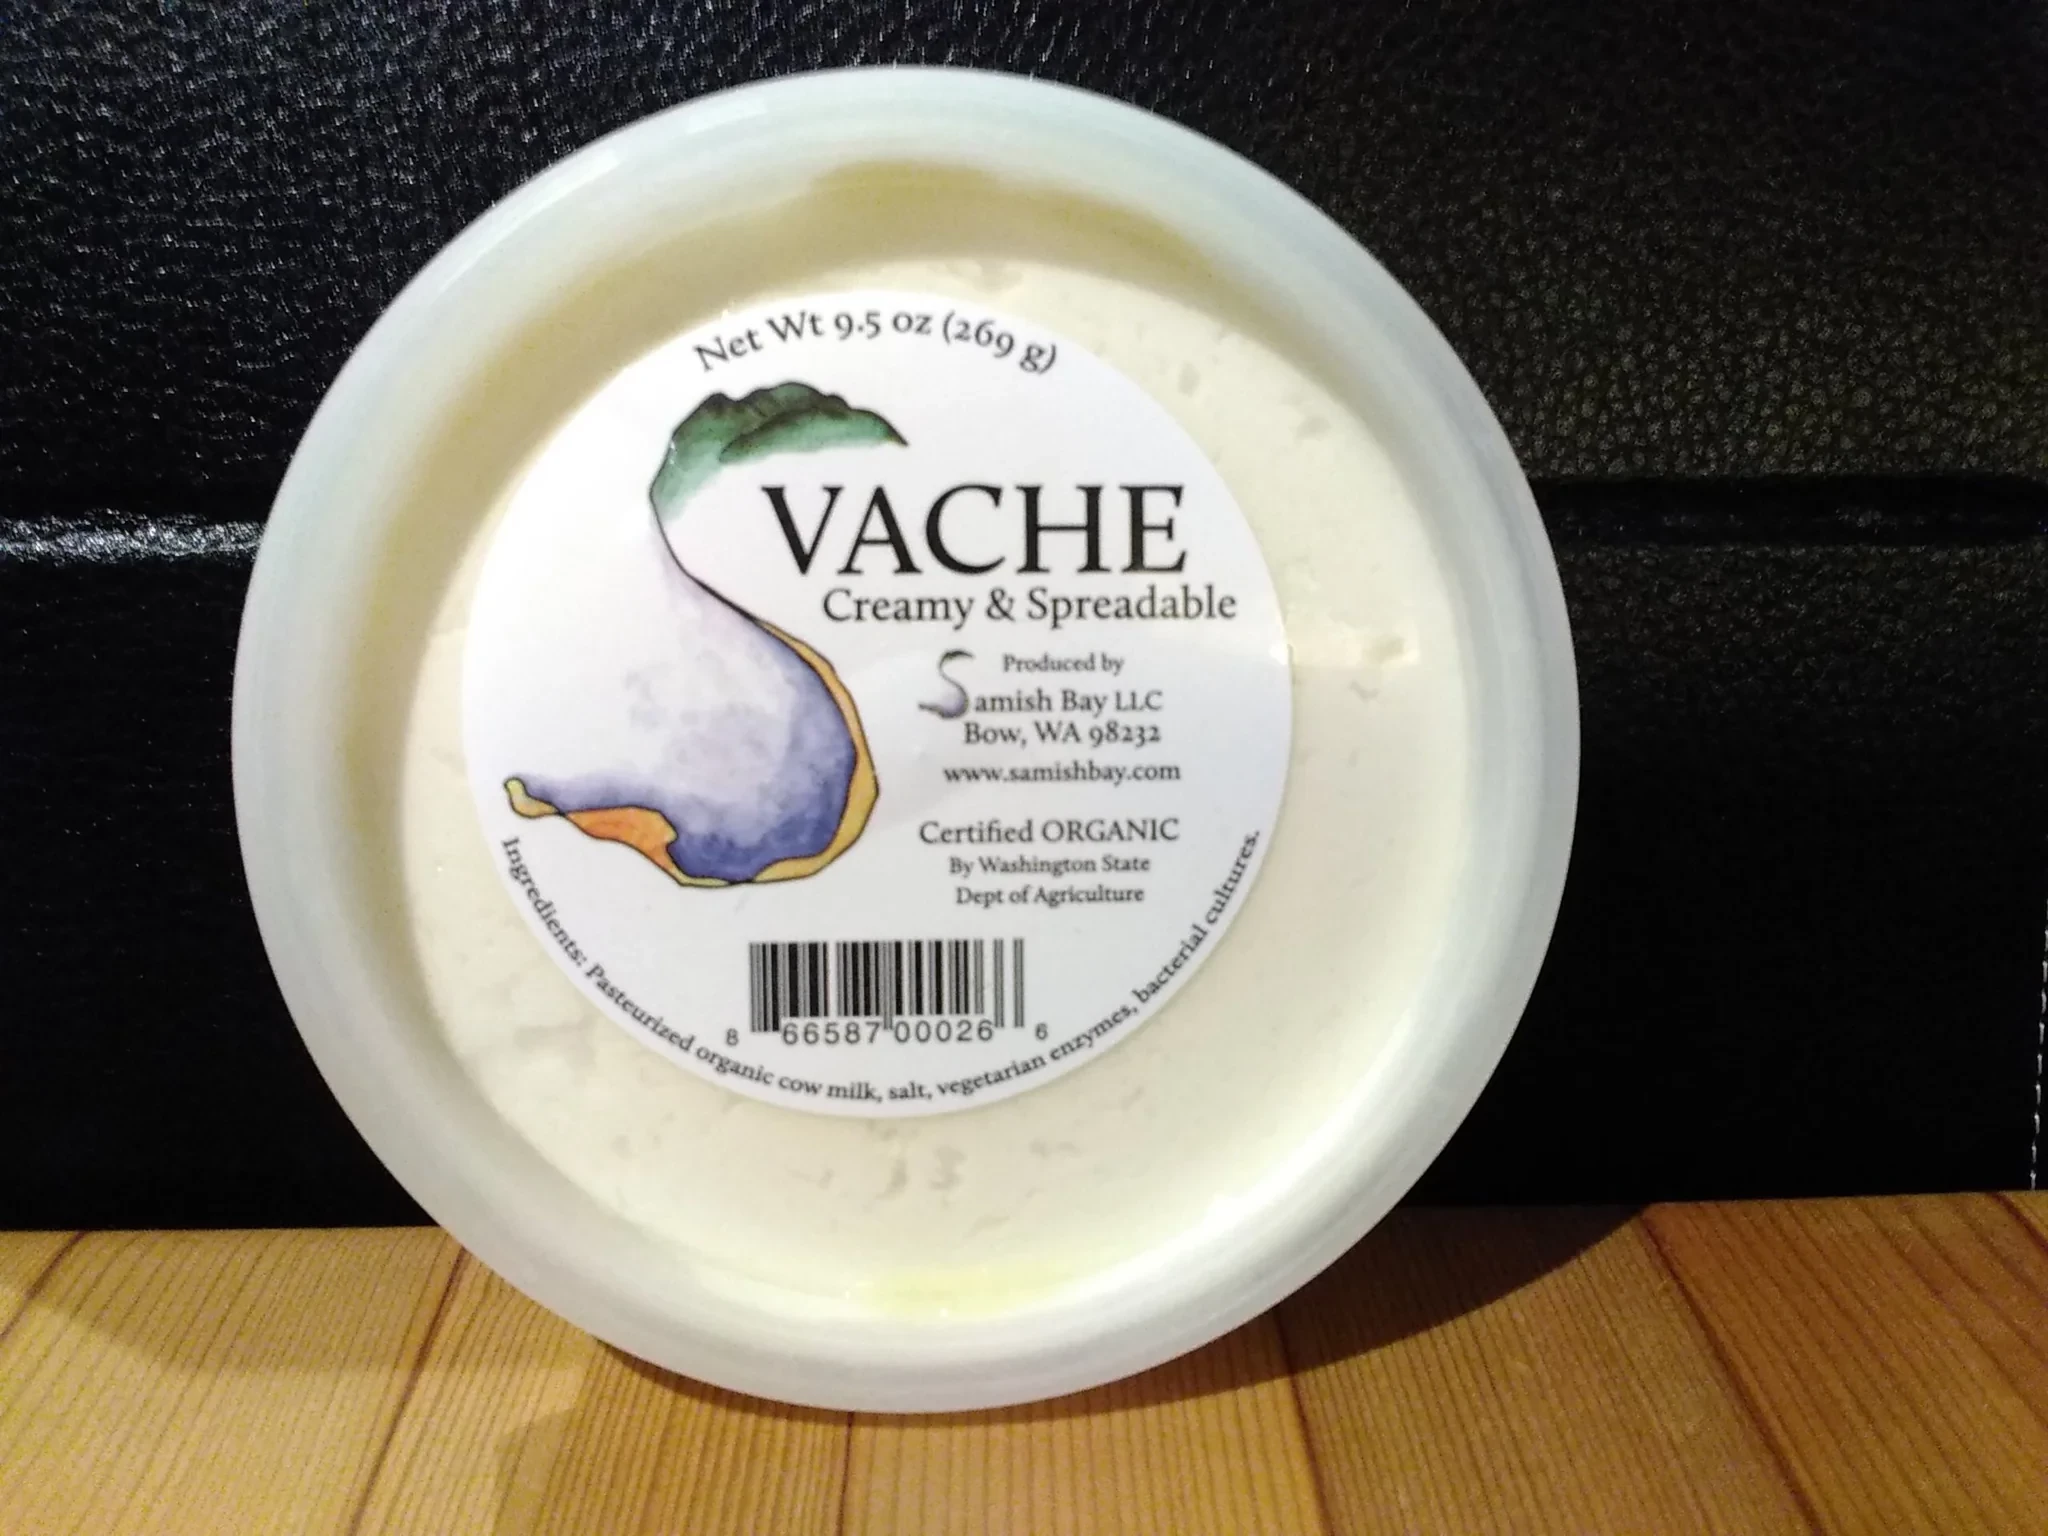 Net Wt 9.5 oz (269 g)
VACHE
Creamy & Spreadable
Produced by
Samish Bay LLC
Bow, WA 98232
www.samishbay.com
Certified ORGANIC
By Washington State
Dept of Agriculture
8 66587 00026 6
Ingredients: Pasteurized organic cow milk, salt, vegetarian enzymes, bacterial cultures.